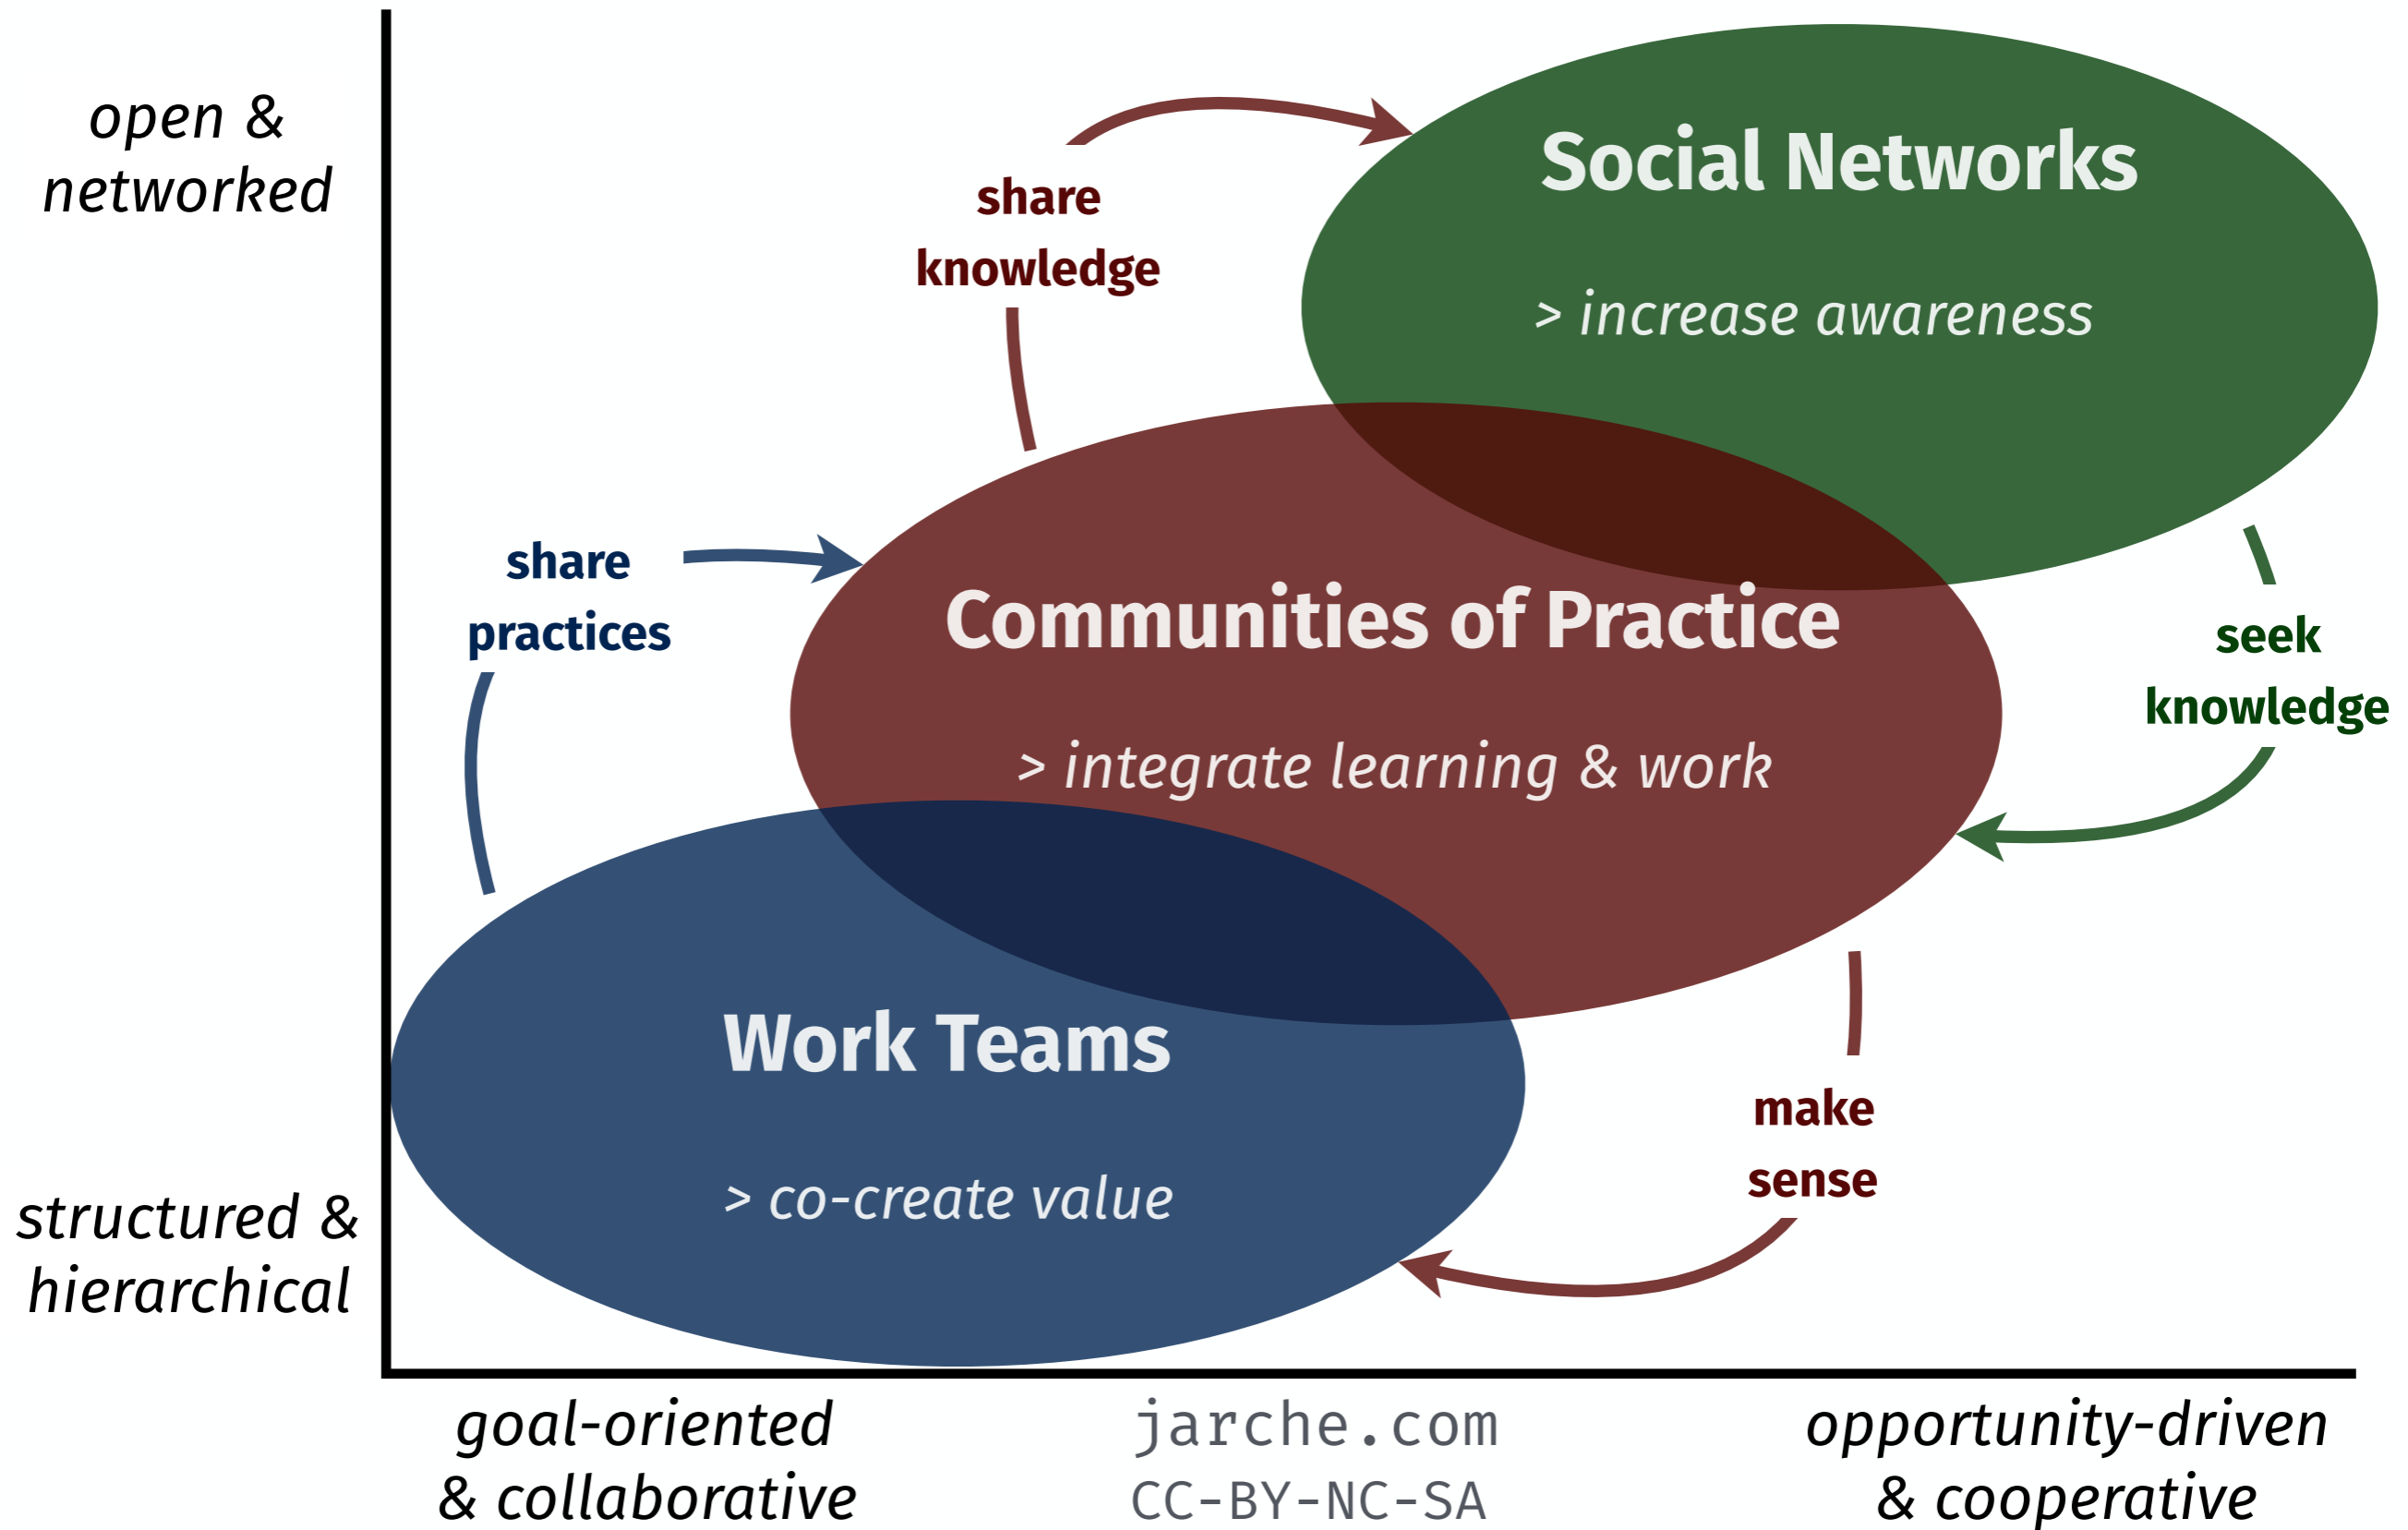 open &
networked
share
knowledge
Social Networks
> increase awareness
share
practices
Communities of Practice
> integrate learning & work
seek
knowledge
Work Teams
> co-create value
make
sense
structured &
hierarchical
goal-oriented
& collaborative
jarche.com
CC-BY-NC-SA
opportunity-driven
& cooperative